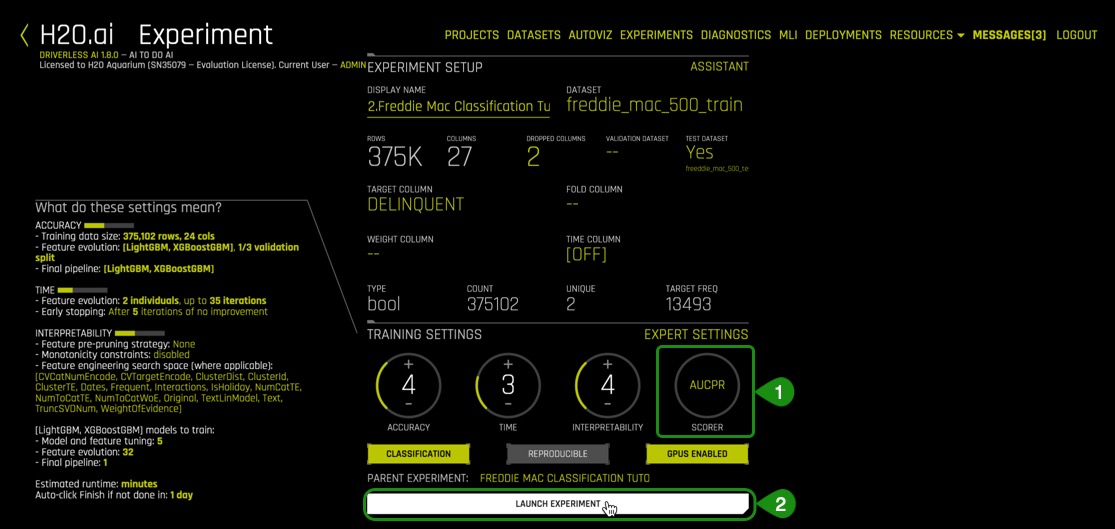 H2O.ai Experiment
DRIVERLESS AI 1.8.0 – AI TO DO AI
Licensed to H2O Aquarium (SN35079 – Evaluation License). Current User – ADMIN
PROJECTS DATASETS AUTOVIZ EXPERIMENTS DIAGNOSTICS MLI DEPLOYMENTS RESOURCES MESSAGES[3] LOGOUT
EXPERIMENT SETUP ASSISTANT
DISPLAY NAME DATASET
2.Freddie Mac Classification Tu freddie_mac_500_train
ROWS COLUMNS DROPPED COLUMNS VALIDATION DATASET TEST DATASET
375K 27 2 -- Yes
freeddie_mac_500_te
TARGET COLUMN FOLD COLUMN
DELINQUENT --
WEIGHT COLUMN TIME COLUMN
-- [OFF]
TYPE COUNT UNIQUE TARGET FREQ
bool 375102 2 13493
What do these settings mean?
ACCURACY
- Training data size: 375,102 rows, 24 cols
- Feature evolution: [LightGBM, XGBoostGBM], 1/3 validation
split
- Final pipeline: [LightGBM, XGBoostGBM]
TIME
- Feature evolution: 2 individuals, up to 35 iterations
- Early stopping: After 5 iterations of no improvement
INTERPRETABILITY
- Feature pre-pruning strategy: None
- Monotonicity constraints: disabled
- Feature engineering search space (where applicable):
[CVCatNumEncode, CVTargetEncode, ClusterDist, ClusterId,
ClusterTE, Dates, Frequent, Interactions, IsHoliday, NumCatTE,
NumToCatTE, NumToCatWoE, Original, TextLinModel, Text,
TruncSVDNum, WeightOfEvidence]
[LightGBM, XGBoostGBM] models to train:
- Model and feature tuning: 5
- Feature evolution: 32
- Final pipeline: 1
Estimated runtime: minutes
Auto-click Finish if not done in: 1 day
TRAINING SETTINGS EXPERT SETTINGS
+ + +
4 3 4 AUCPR 1
- - -
ACCURACY TIME INTERPRETABILITY SCORER
CLASSIFICATION REPRODUCIBLE GPUS ENABLED
PARENT EXPERIMENT: FREDDIE MAC CLASSIFICATION TUTO
LAUNCH EXPERIMENT 2